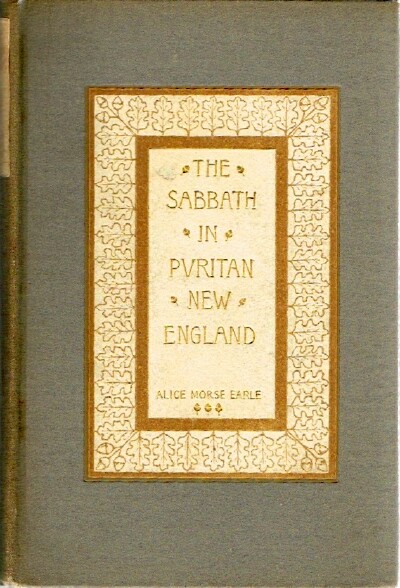 THE
SABBATH
IN
PVRITAN
NEW
ENGLAND
ALICE MORSE EARLE